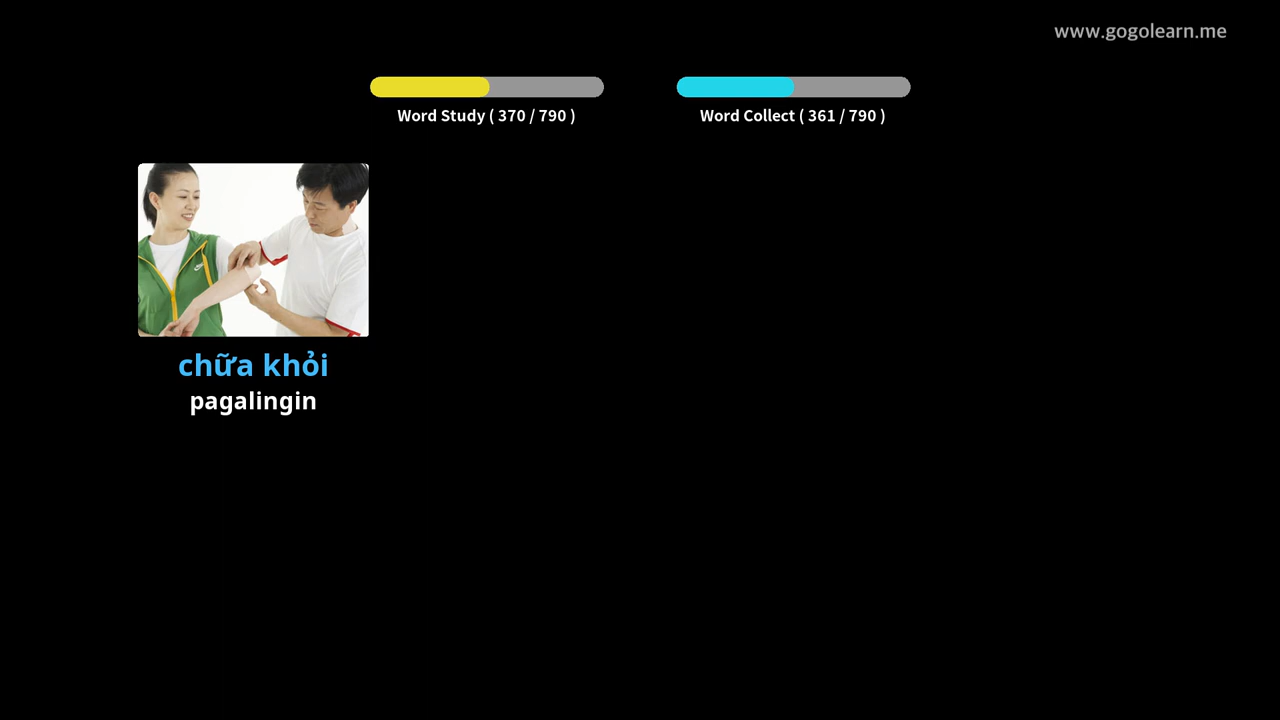 www.gogolearn.me
Word Study ( 370 / 790 )
Word Collect ( 361 / 790 )
chữa khỏi
pagalingin